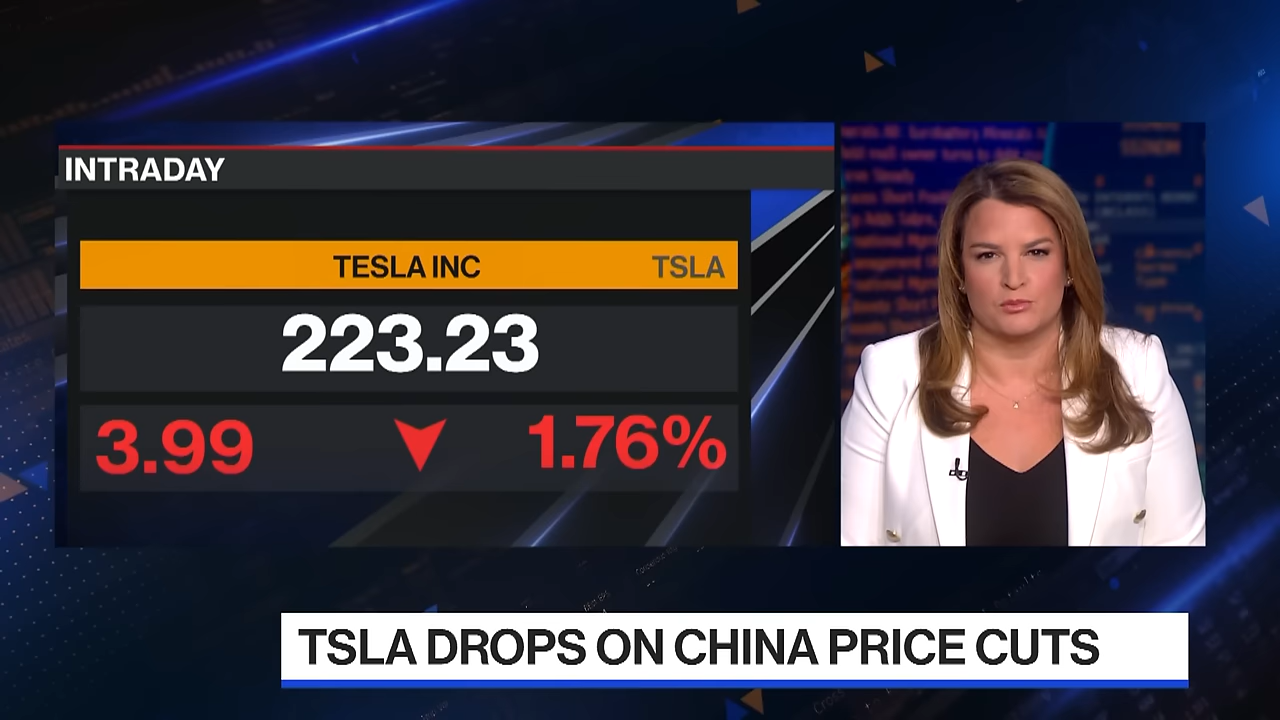 INTRADAY
TESLA INC TSLA
223.23
3.99 1.76%
TSLA DROPS ON CHINA PRICE CUTS